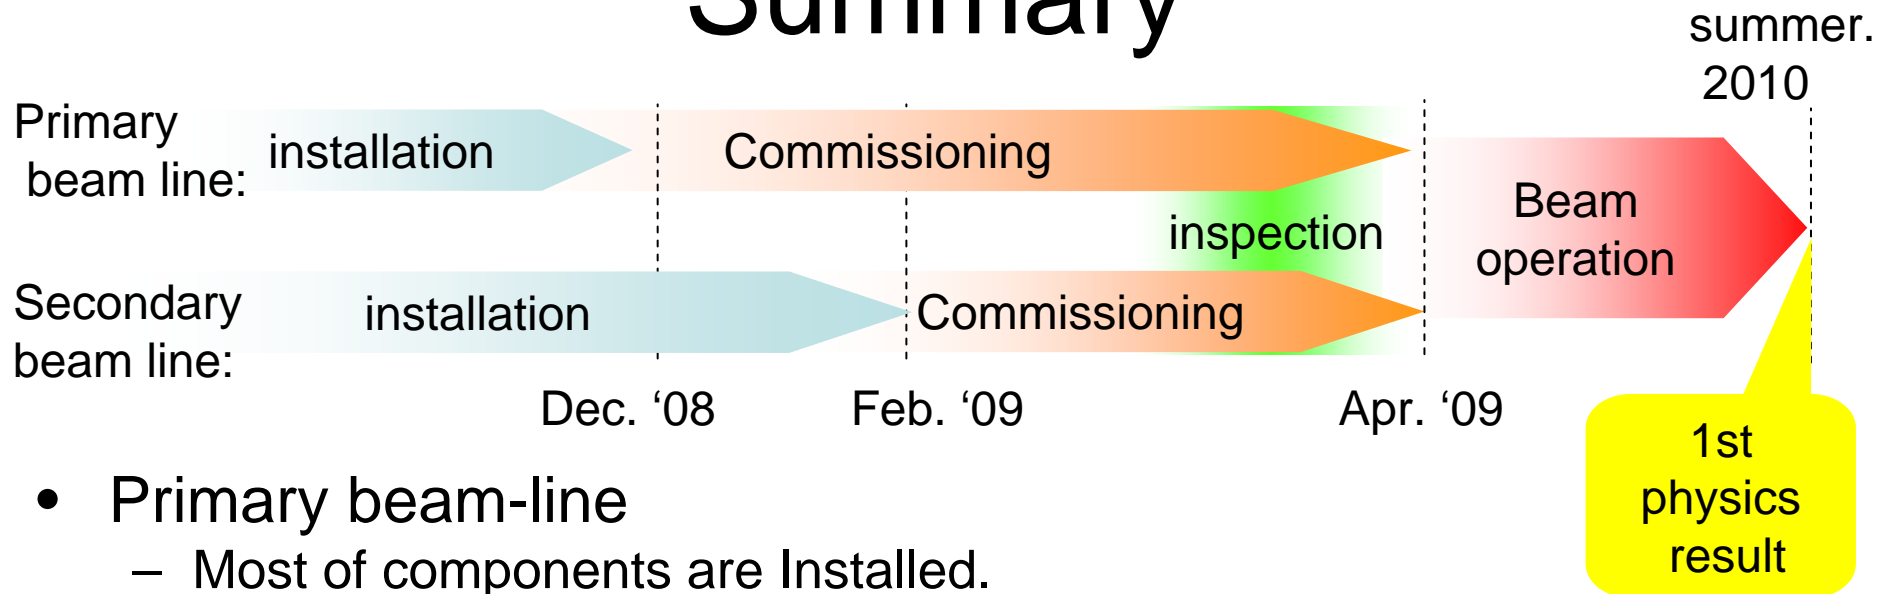 Summary
summer.
2010
Primary
beam line:
installation
Commissioning
Beam
operation
inspection
Secondary
beam line:
installation
Commissioning
Dec. ‘08
Feb. ‘09
Apr. ‘09
1st
physics
result
• Primary beam-line
– Most of components are Installed.